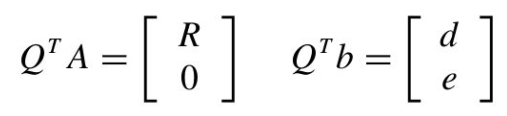 Q^T A = [ R 0 ] Q^T b = [ d e ]